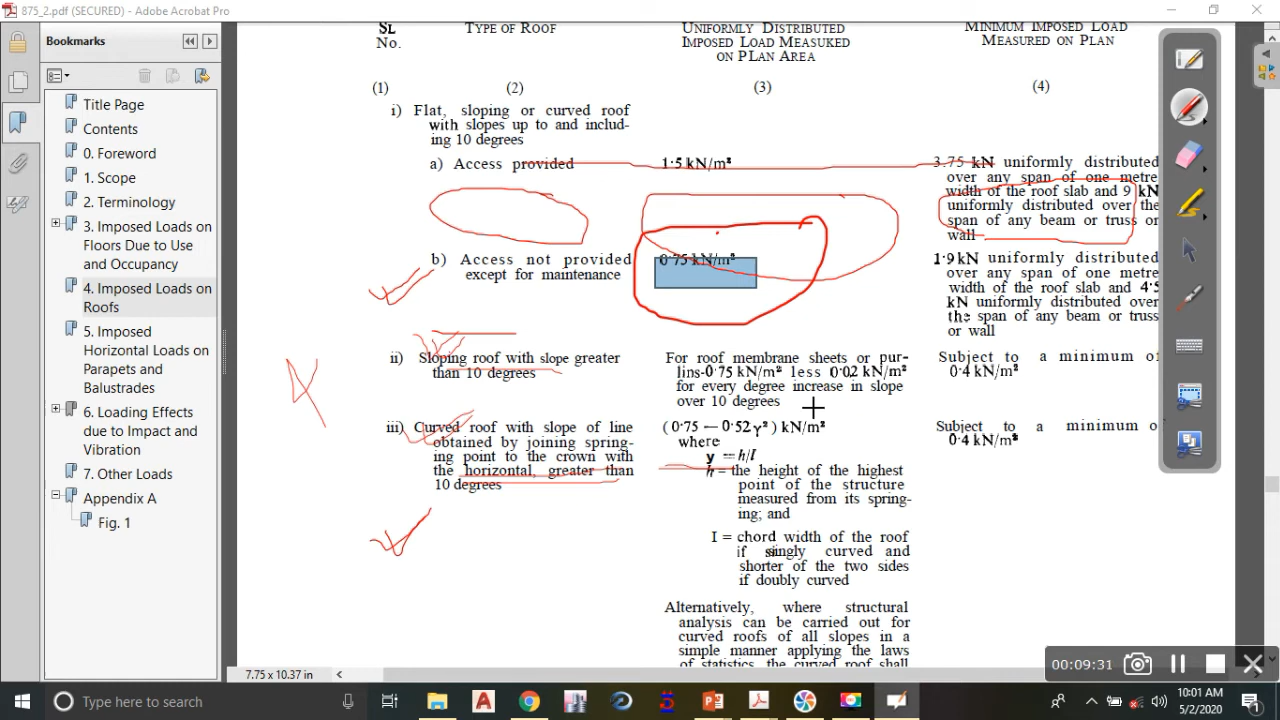 875_2.pdf (SECURED) - Adobe Acrobat Pro
Bookmarks
Title Page
Contents
0. Foreword
1. Scope
2. Terminology
3. Imposed Loads on
Floors Due to Use
and Occupancy
4. Imposed Loads on
Roofs
5. Imposed
Horizontal Loads on
Parapets and
Balustrades
6. Loading Effects
due to Impact and
Vibration
7. Other Loads
Appendix A
Fig. 1
SL
No.
TYPE OF ROOF
UNIFORMLY DISTRIBUTED
IMPOSED LOAD MEASUKED
ON PLAN AREA
MINIMUM IMPOSED LOAD
MEASURED ON PLAN
(1)
(2)
(3)
(4)
i) Flat, sloping or curved roof
with slopes up to and includ-
ing 10 degrees
a) Access provided
1·5 kN/m²
3.75 kN uniformly distributed
over any span of one metre
width of the roof slab and 9 kN
uniformly distributed over the
span of any beam or truss or
wall
b) Access not provided
except for maintenance
0·75 kN/m²
1·9 kN uniformly distributed
over any span of one metre
width of the roof slab and 4·5
kN uniformly distributed over
the span of any beam or truss
or wall
ii) Sloping roof with slope greater
than 10 degrees
For roof membrane sheets or pur-
lins-0·75 kN/m² less 0·02 kN/m²
for every degree increase in slope
over 10 degrees
Subject to a minimum of
0·4 kN/m²
iii) Curved roof with slope of line
obtained by joining spring-
ing point to the crown with
the horizontal, greater than
10 degrees
( 0·75 — 0·52 γ² ) kN/m²
where
y = h/l
h = the height of the highest
point of the structure
measured from its spring-
ing; and
I = chord width of the roof
if singly curved and
shorter of the two sides
if doubly curved
Alternatively, where structural
analysis can be carried out for
curved roofs of all slopes in a
simple manner applying the laws
of statistics, the curved roof shall
Subject to a minimum o
0·4 kN/m²
7.75 x 10.37 in
00:09:31
Type here to search
10:01 AM
5/2/2020